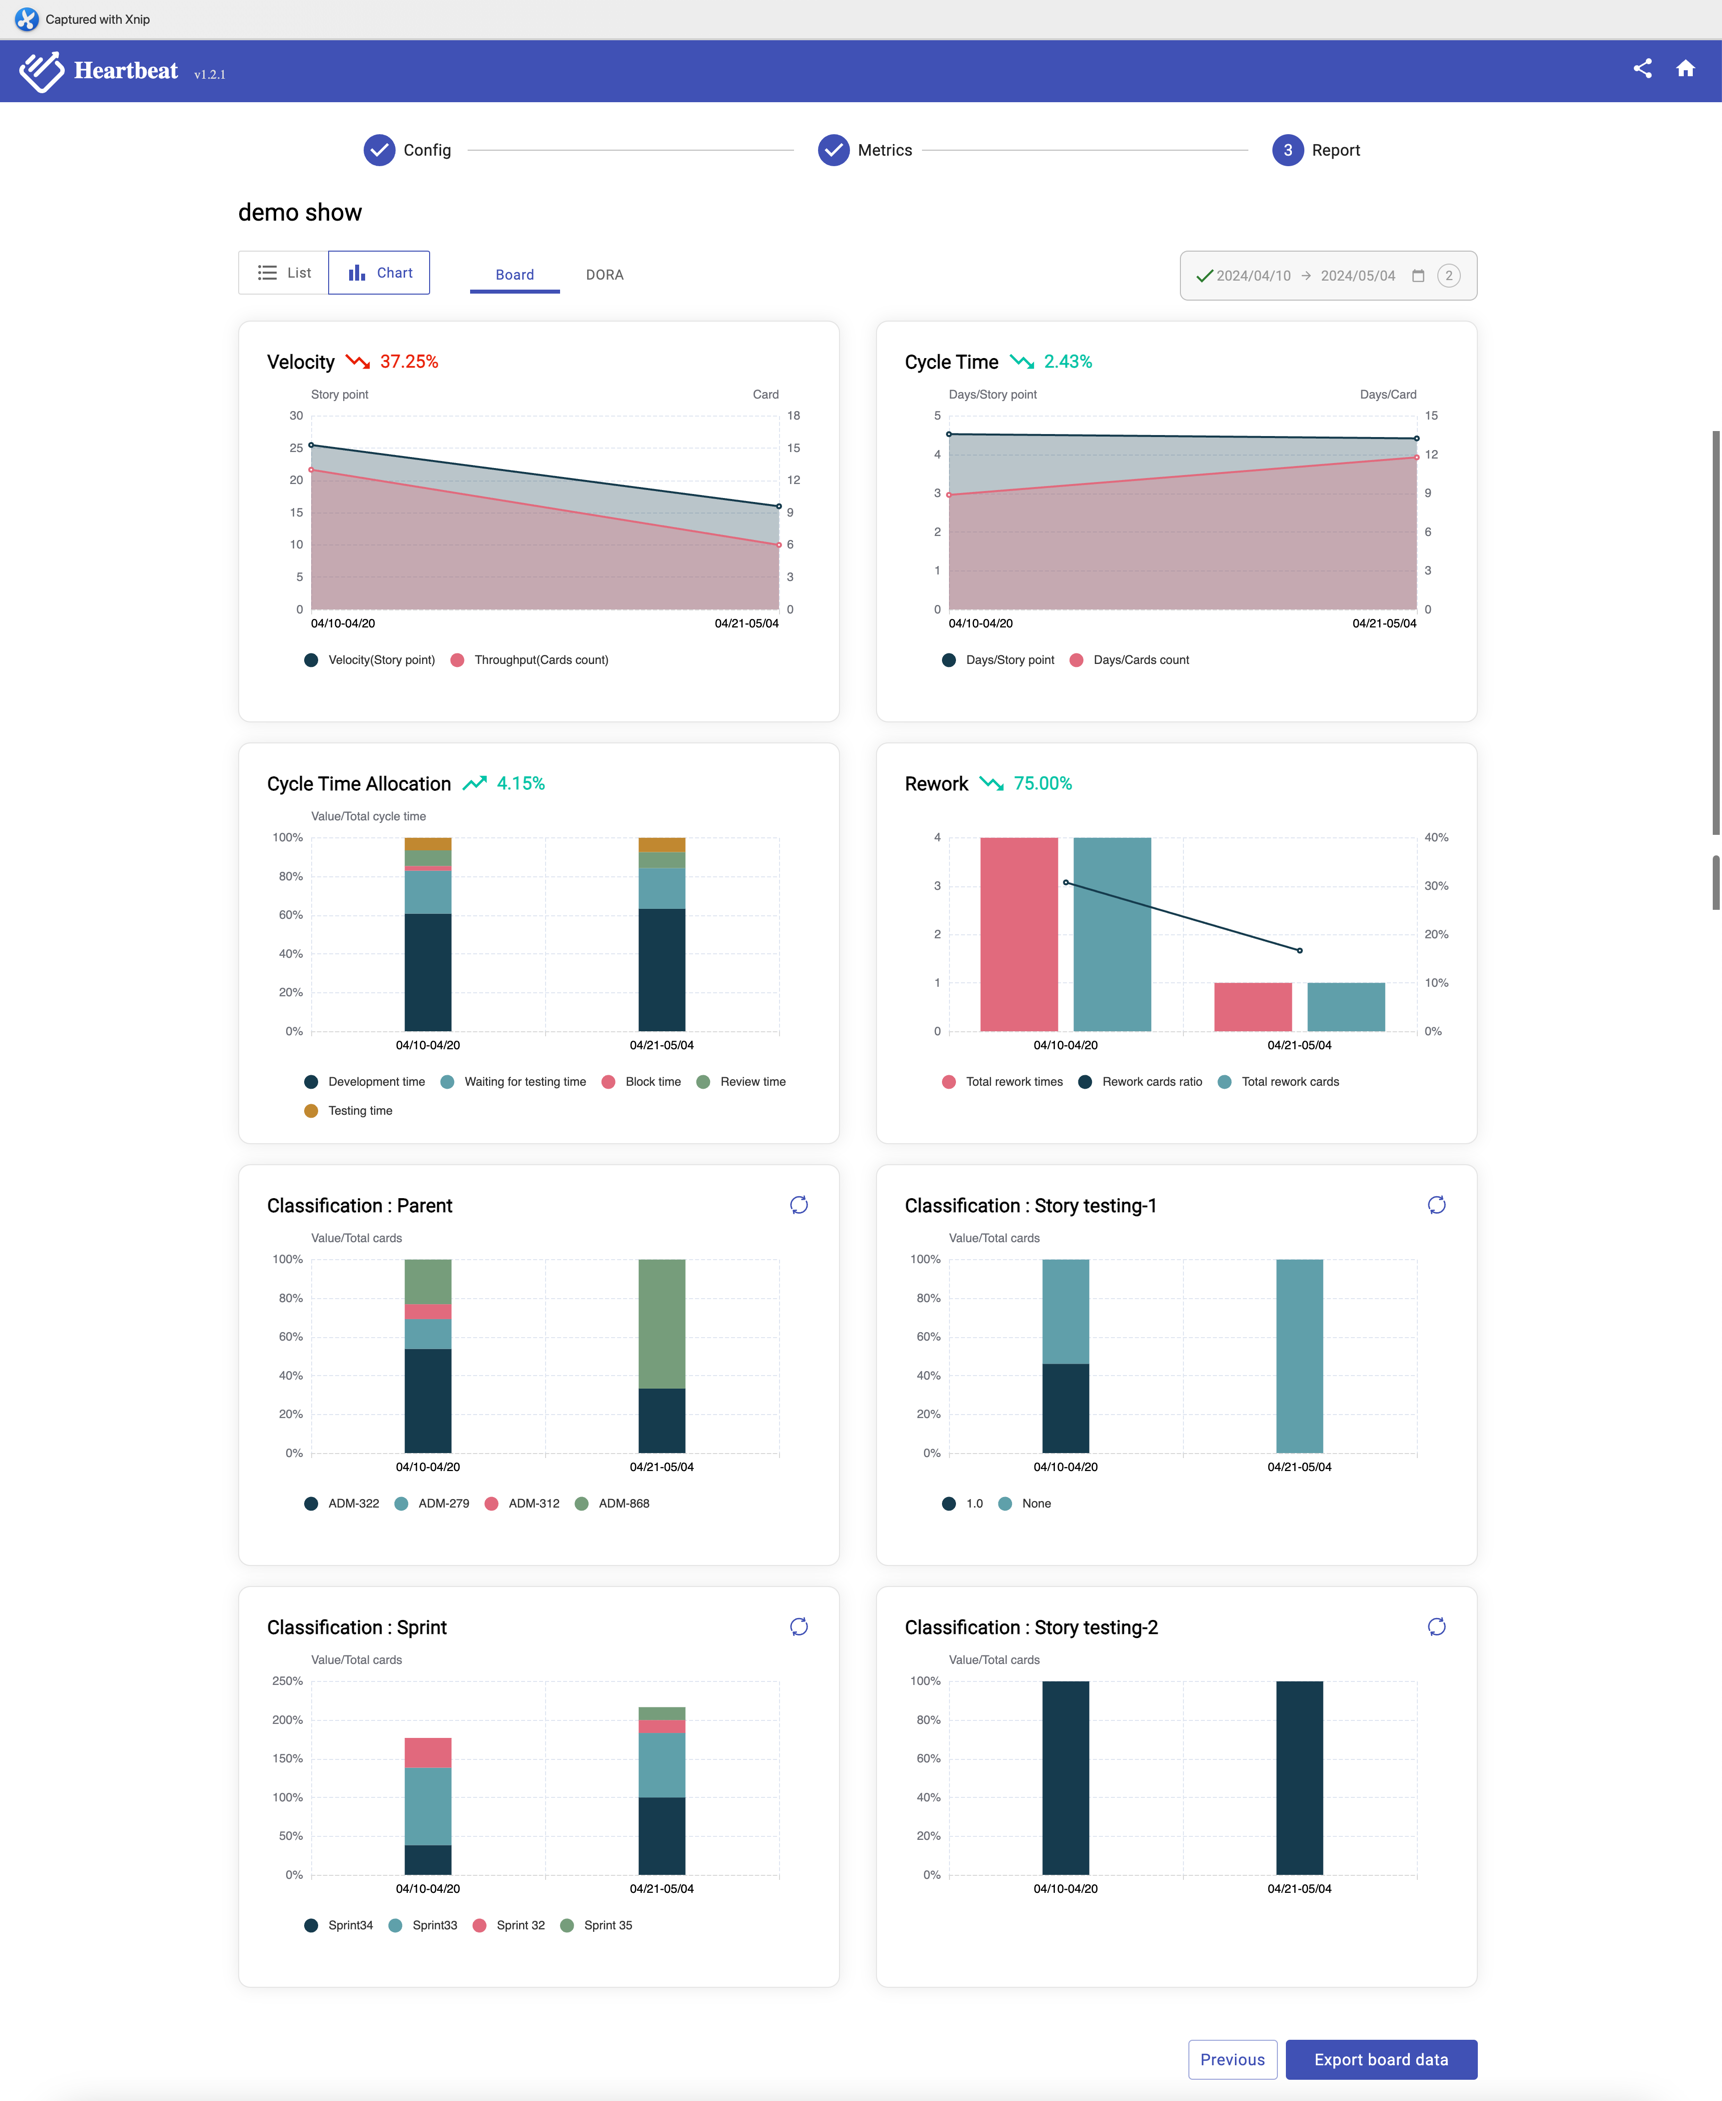 Captured with Xnip
Heartbeat v1.2.1
Config Metrics 3 Report
demo show
List Chart Board DORA 2024/04/10 → 2024/05/04 2
Velocity 37.25%
Story point Card
30 18
25 15
20 12
15 9
10 6
5 3
0 0
04/10-04/20 04/21-05/04
Velocity(Story point) Throughput(Cards count)
Cycle Time 2.43%
Days/Story point Days/Card
5 15
4 12
3 9
2 6
1 3
0 0
04/10-04/20 04/21-05/04
Days/Story point Days/Cards count
Cycle Time Allocation 4.15%
Value/Total cycle time
100%
80%
60%
40%
20%
0%
04/10-04/20 04/21-05/04
Development time Waiting for testing time Block time Review time
Testing time
Rework 75.00%
4 40%
3 30%
2 20%
1 10%
0 0%
04/10-04/20 04/21-05/04
Total rework times Rework cards ratio Total rework cards
Classification : Parent
Value/Total cards
100%
80%
60%
40%
20%
0%
04/10-04/20 04/21-05/04
ADM-322 ADM-279 ADM-312 ADM-868
Classification : Story testing-1
Value/Total cards
100%
80%
60%
40%
20%
0%
04/10-04/20 04/21-05/04
1.0 None
Classification : Sprint
Value/Total cards
250%
200%
150%
100%
50%
0%
04/10-04/20 04/21-05/04
Sprint34 Sprint33 Sprint 32 Sprint 35
Classification : Story testing-2
Value/Total cards
100%
80%
60%
40%
20%
0%
04/10-04/20 04/21-05/04
Previous Export board data